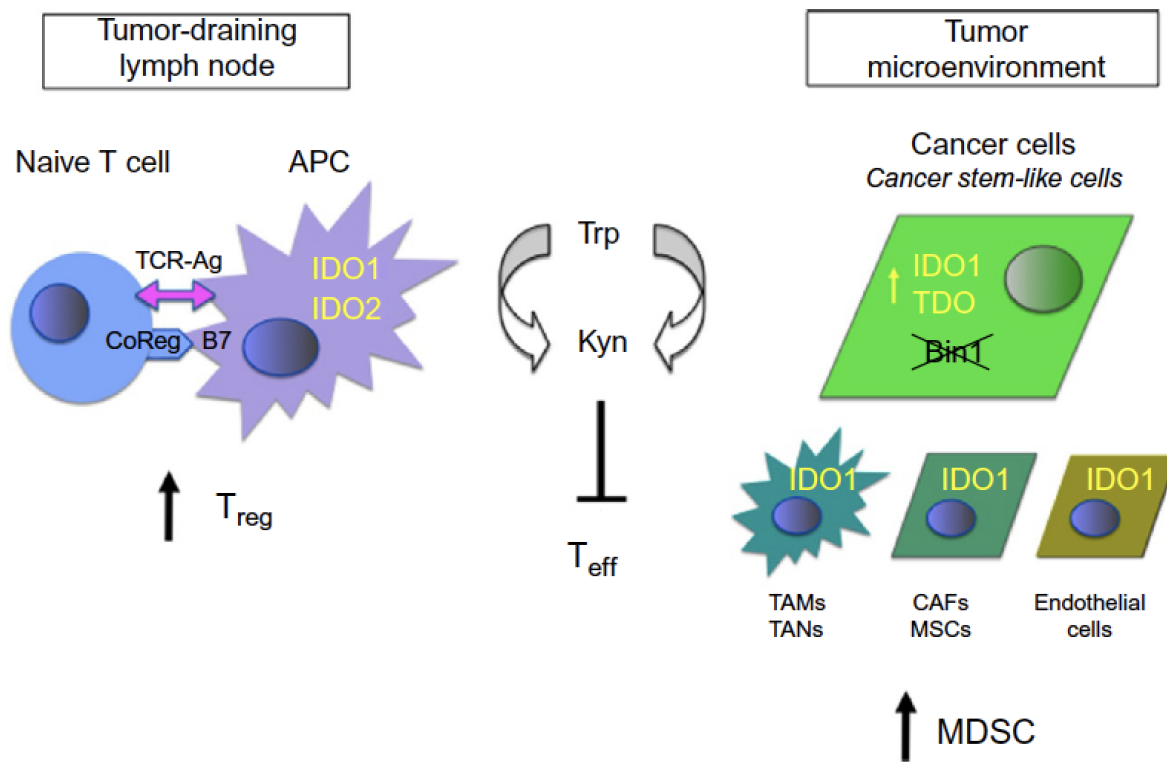 Tumor-draining
lymph node
Naive T cell
APC
TCR-Ag
IDO1
IDO2
CoReg
B7
Treg
Trp
Kyn
Teff
Tumor
microenvironment
Cancer cells
Cancer stem-like cells
IDO1
TDO
Bin1
IDO1
IDO1
IDO1
TAMs
TANs
CAFs
MSCs
Endothelial
cells
MDSC